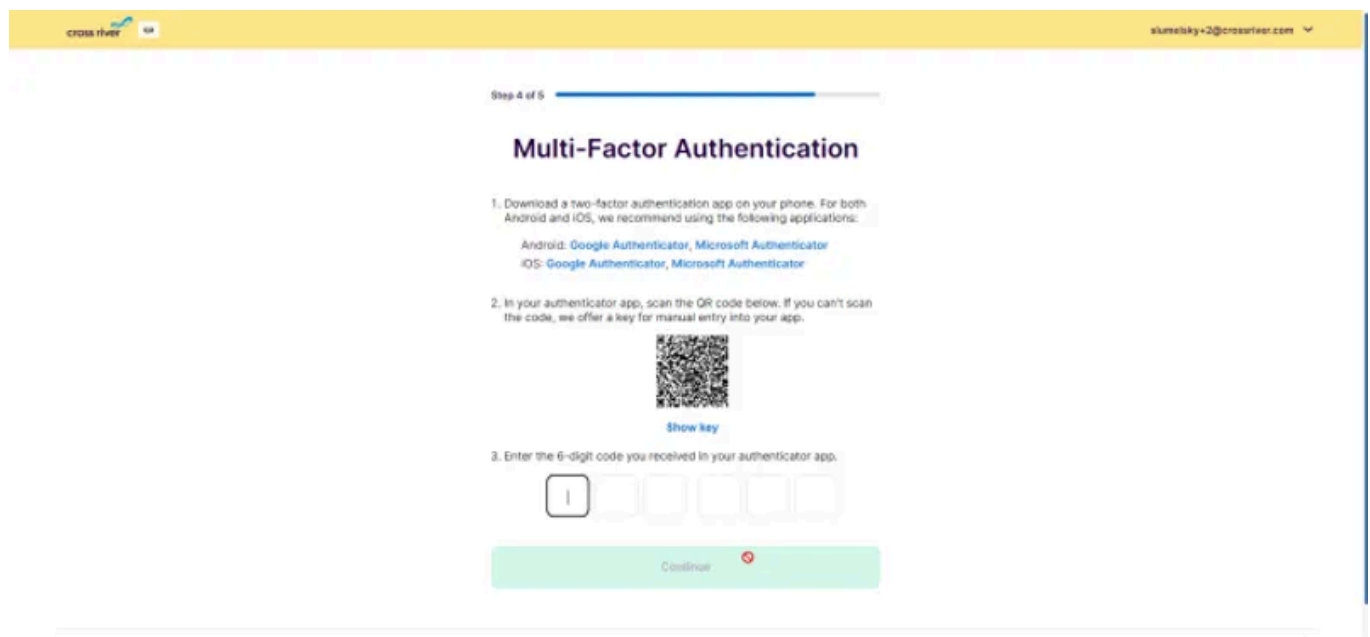 cross river
slumelsky+2@crossriver.com
Step 4 of 5
Multi-Factor Authentication
1. Download a two-factor authentication app on your phone. For both
Android and iOS, we recommend using the following applications:
Android: Google Authenticator, Microsoft Authenticator
iOS: Google Authenticator, Microsoft Authenticator
2. In your authenticator app, scan the QR code below. If you can't scan
the code, we offer a key for manual entry into your app.
Show key
3. Enter the 6-digit code you received in your authenticator app.
Continue